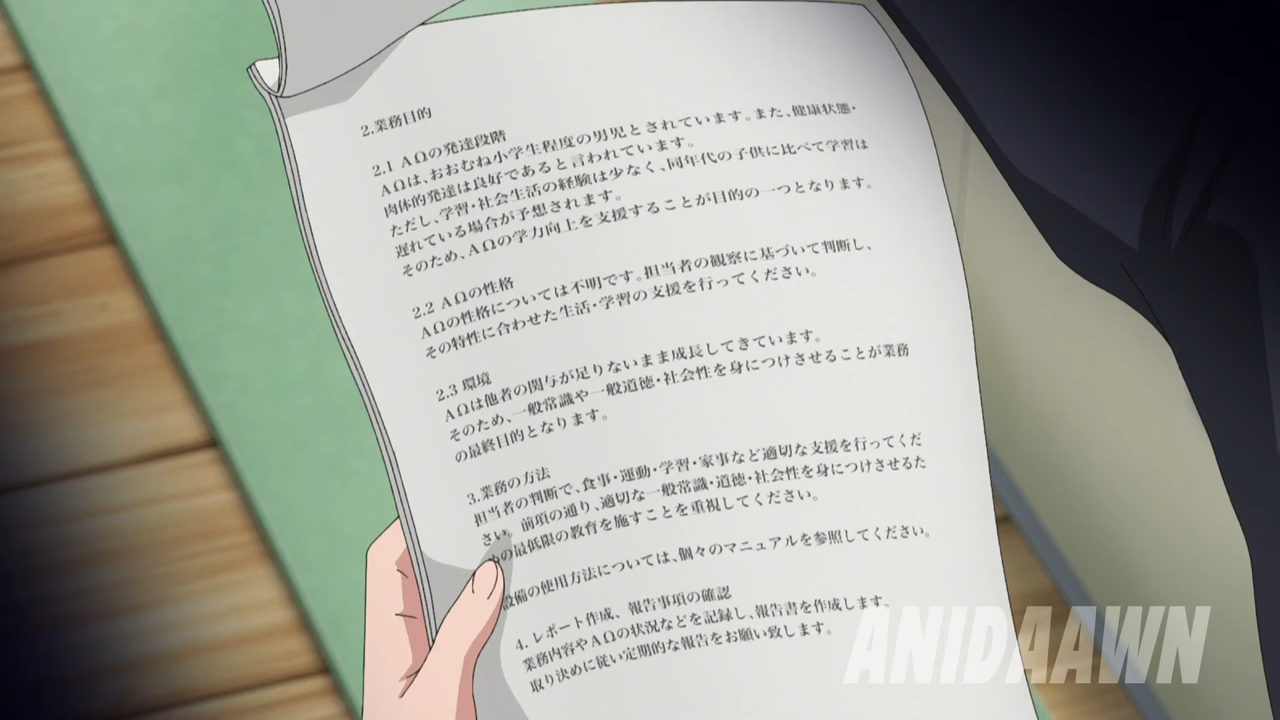 2.業務目的
2.1 ΑΩの発達段階
ΑΩは、おおむね小学生程度の男児とされています。また、健康状態・
肉体的発達は良好であると言われています。
ただし、学習・社会生活の経験は少なく、同年代の子供に比べて学習は
遅れている場合が予想されます。
そのため、ΑΩの学力向上を支援することが目的の一つとなります。
2.2 ΑΩの性格
ΑΩの性格については不明です。担当者の観察に基づいて判断し、
その特性に合わせた生活・学習の支援を行ってください。
2.3 環境
ΑΩは他者の関与が足りないまま成長してきています。
そのため、一般常識や一般道徳・社会性を身につけさせることが業務
の最終目的となります。
3.業務の方法
担当者の判断で、食事・運動・学習・家事など適切な支援を行ってくだ
さい。前項の通り、適切な一般常識・道徳・社会性を身につけさせるた
めの最低限の教育を施すことを重視してください。
設備の使用方法については、個々のマニュアルを参照してください。
4. レポート作成、報告事項の確認
業務内容やΑΩの状況などを記録し、報告書を作成します。
取り決めに従い定期的な報告をお願い致します。
ANIDAAWN